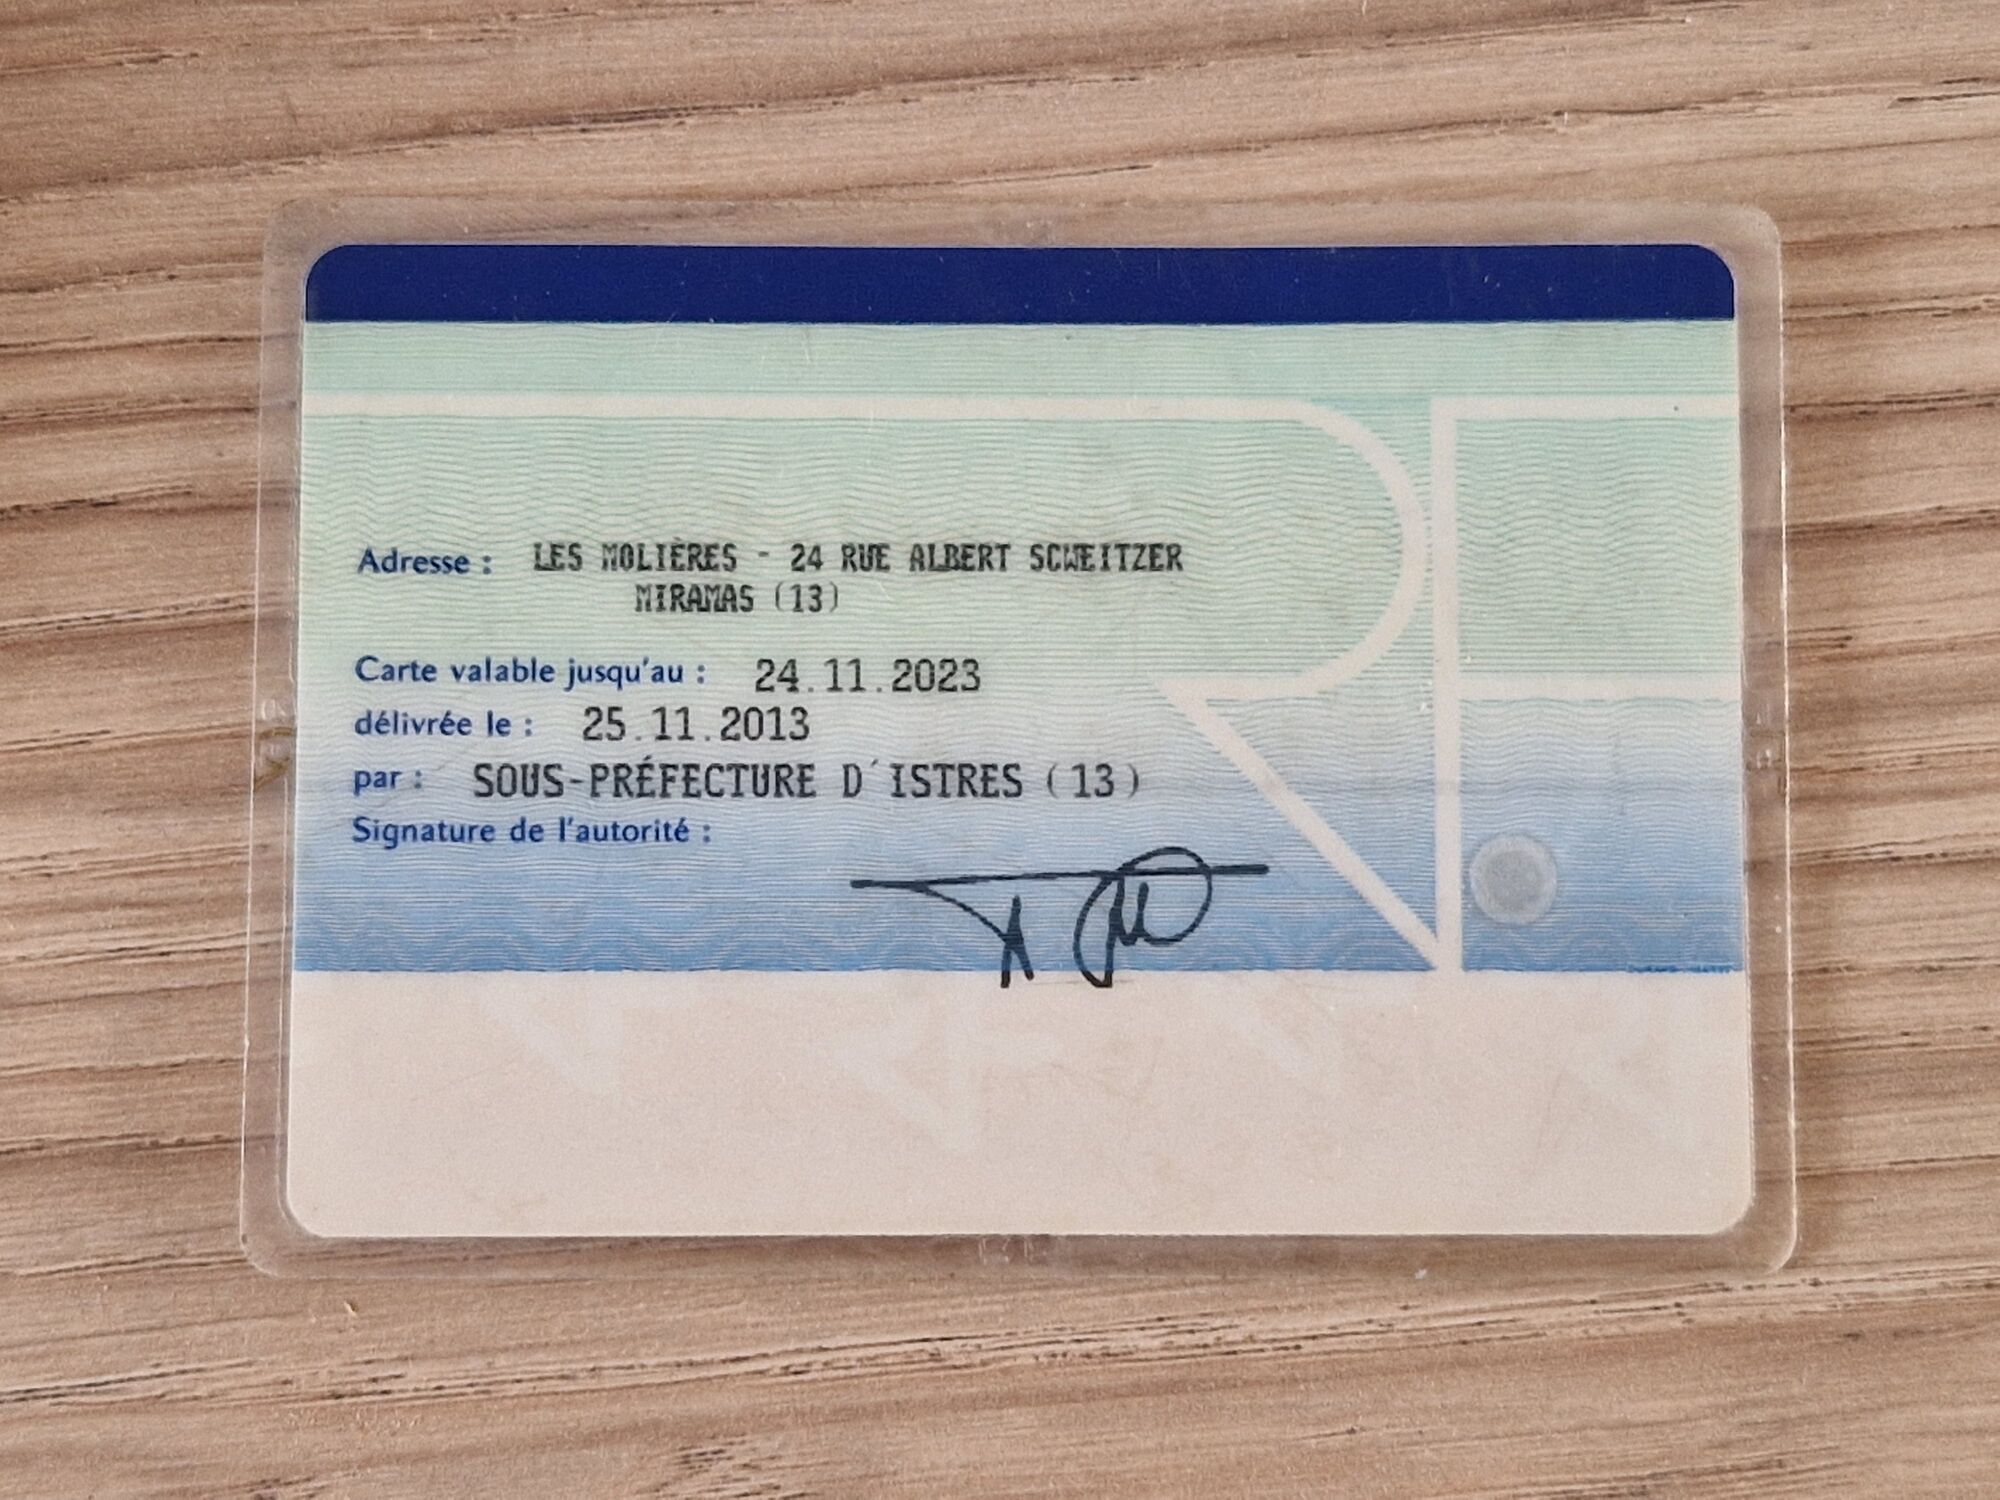 Adresse : LES MOLIÈRES - 24 RUE ALBERT SCWEITZER
MIRAMAS (13)
Carte valable jusqu'au : 24.11.2023
délivrée le : 25.11.2013
par : SOUS-PRÉFECTURE D'ISTRES (13)
Signature de l'autorité :